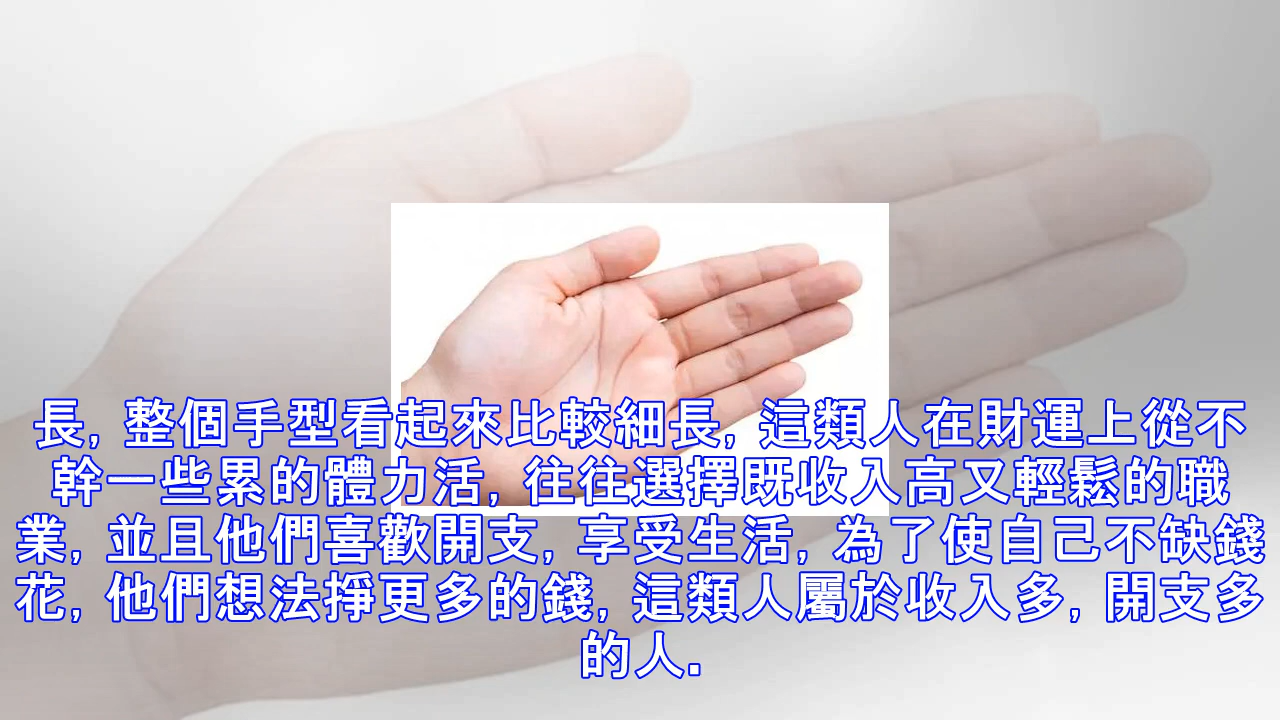 長, 整個手型看起來比較細長, 這類人在財運上從不
幹一些累的體力活, 往往選擇既收入高又輕鬆的職
業, 並且他們喜歡開支, 享受生活, 為了使自己不缺錢
花, 他們想法掙更多的錢, 這類人屬於收入多, 開支多
的人.